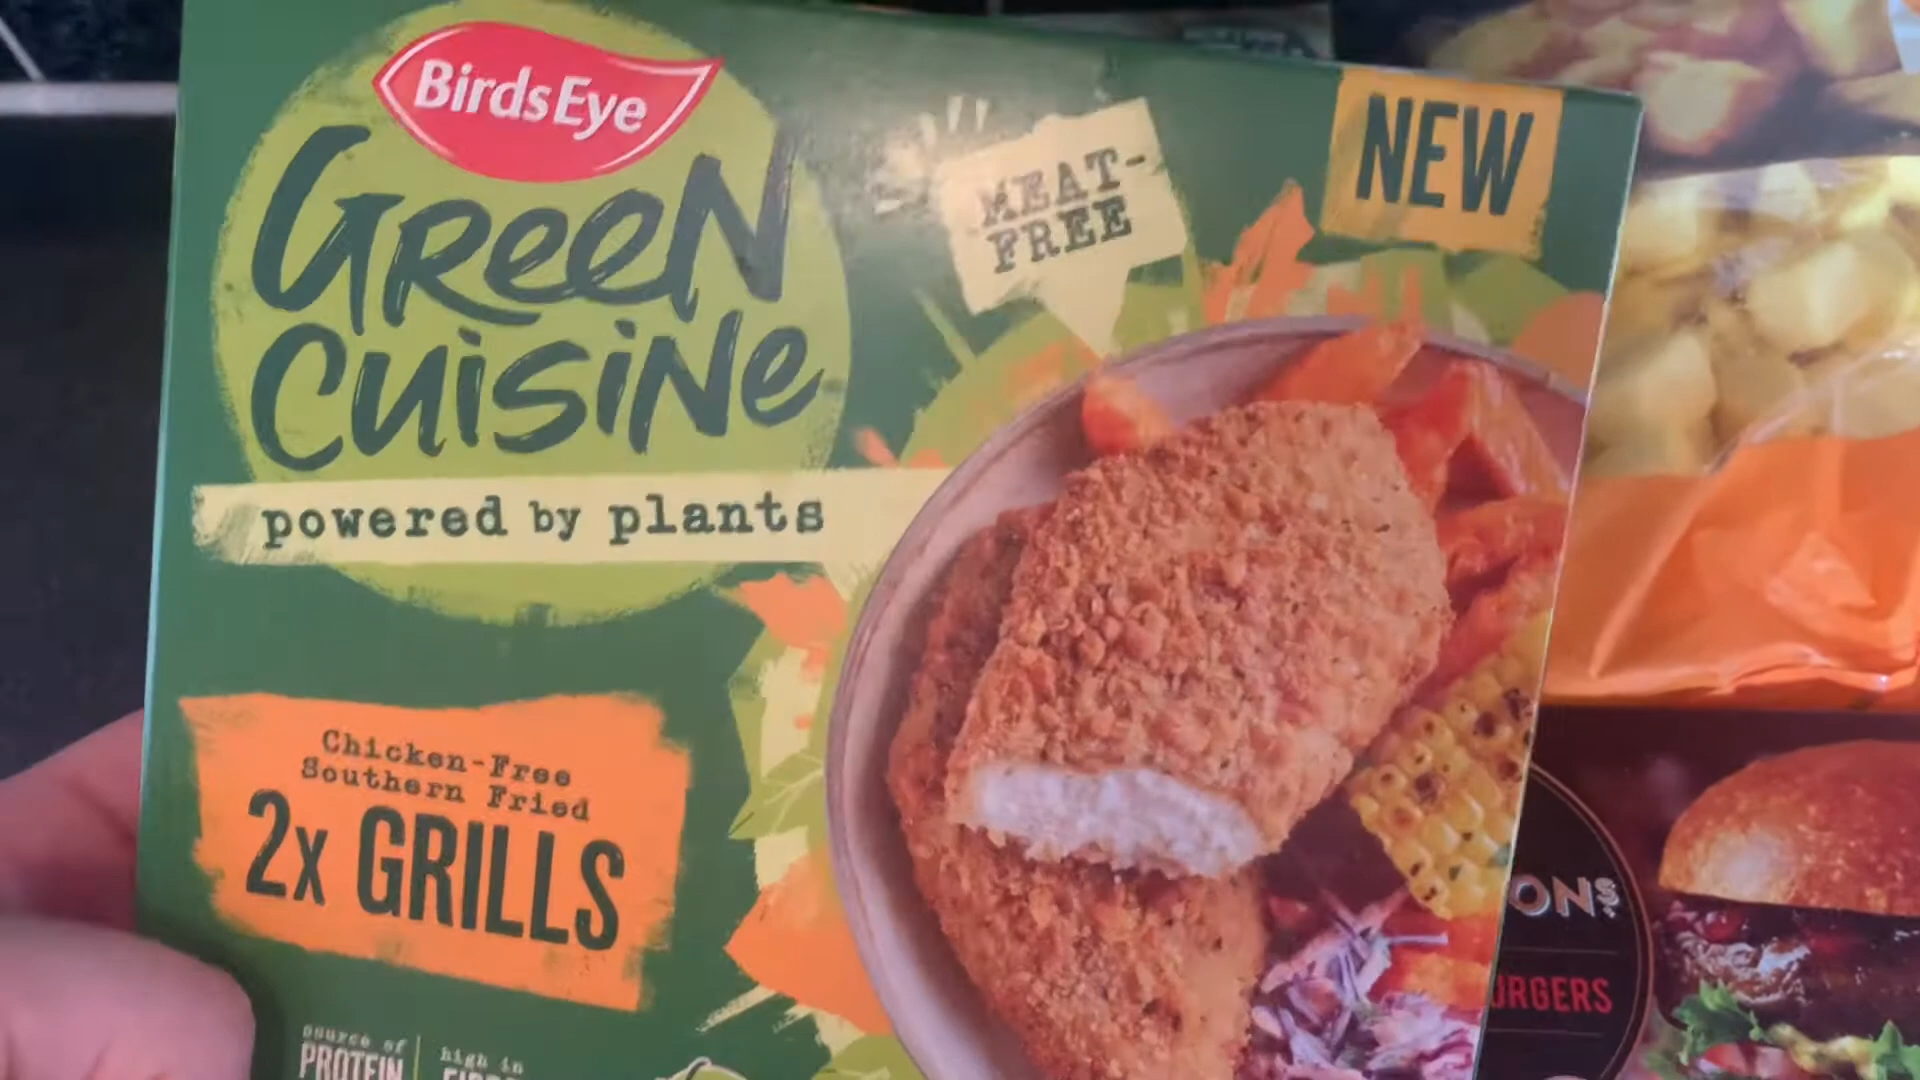 BirdsEye
GReeN
CUiSiNe
powered by plants
MEAT-
FREE
NEW
Chicken-Free
Southern Fried
2x GRILLS
source of
PROTEIN
high in
ONS
URGERS